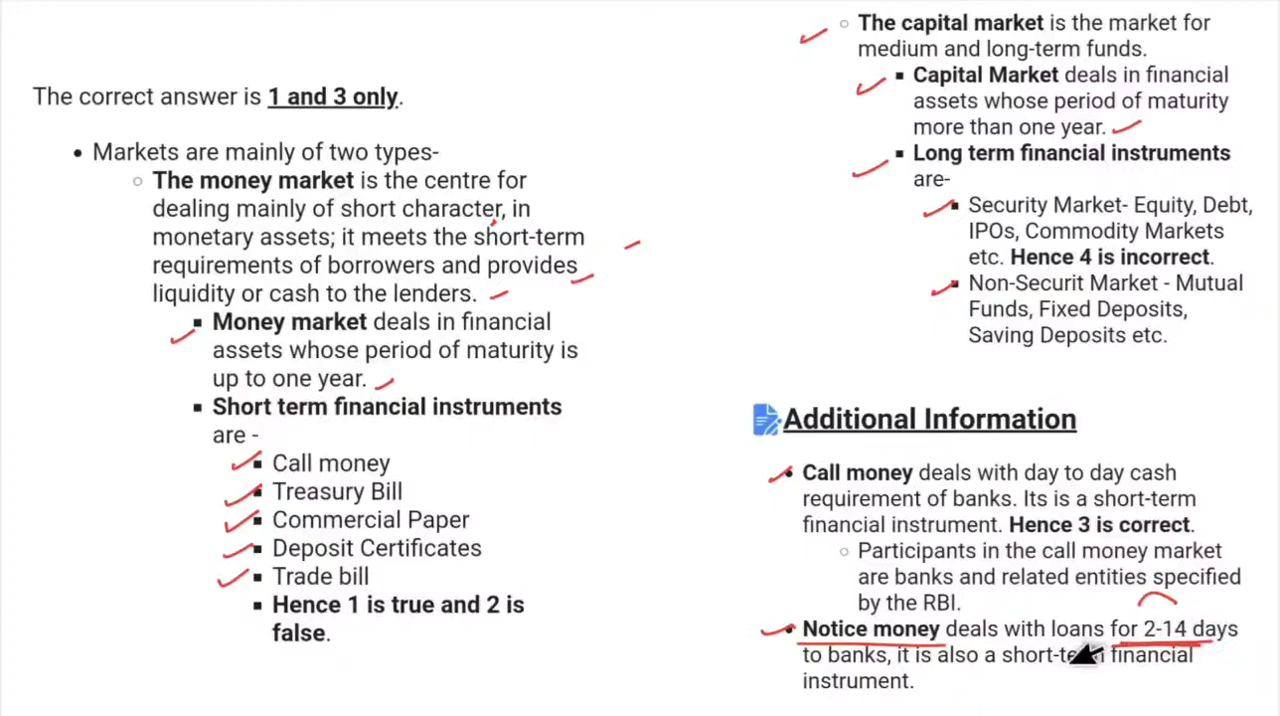 The correct answer is 1 and 3 only.
Markets are mainly of two types-
The money market is the centre for
dealing mainly of short character, in
monetary assets; it meets the short-term
requirements of borrowers and provides
liquidity or cash to the lenders.
Money market deals in financial
assets whose period of maturity is
up to one year.
Short term financial instruments
are -
Call money
Treasury Bill
Commercial Paper
Deposit Certificates
Trade bill
Hence 1 is true and 2 is
false.
The capital market is the market for
medium and long-term funds.
Capital Market deals in financial
assets whose period of maturity
more than one year.
Long term financial instruments
are-
Security Market- Equity, Debt,
IPOs, Commodity Markets
etc. Hence 4 is incorrect.
Non-Securit Market - Mutual
Funds, Fixed Deposits,
Saving Deposits etc.
Additional Information
Call money deals with day to day cash
requirement of banks. Its is a short-term
financial instrument. Hence 3 is correct.
Participants in the call money market
are banks and related entities specified
by the RBI.
Notice money deals with loans for 2-14 days
to banks, it is also a short-term financial
instrument.